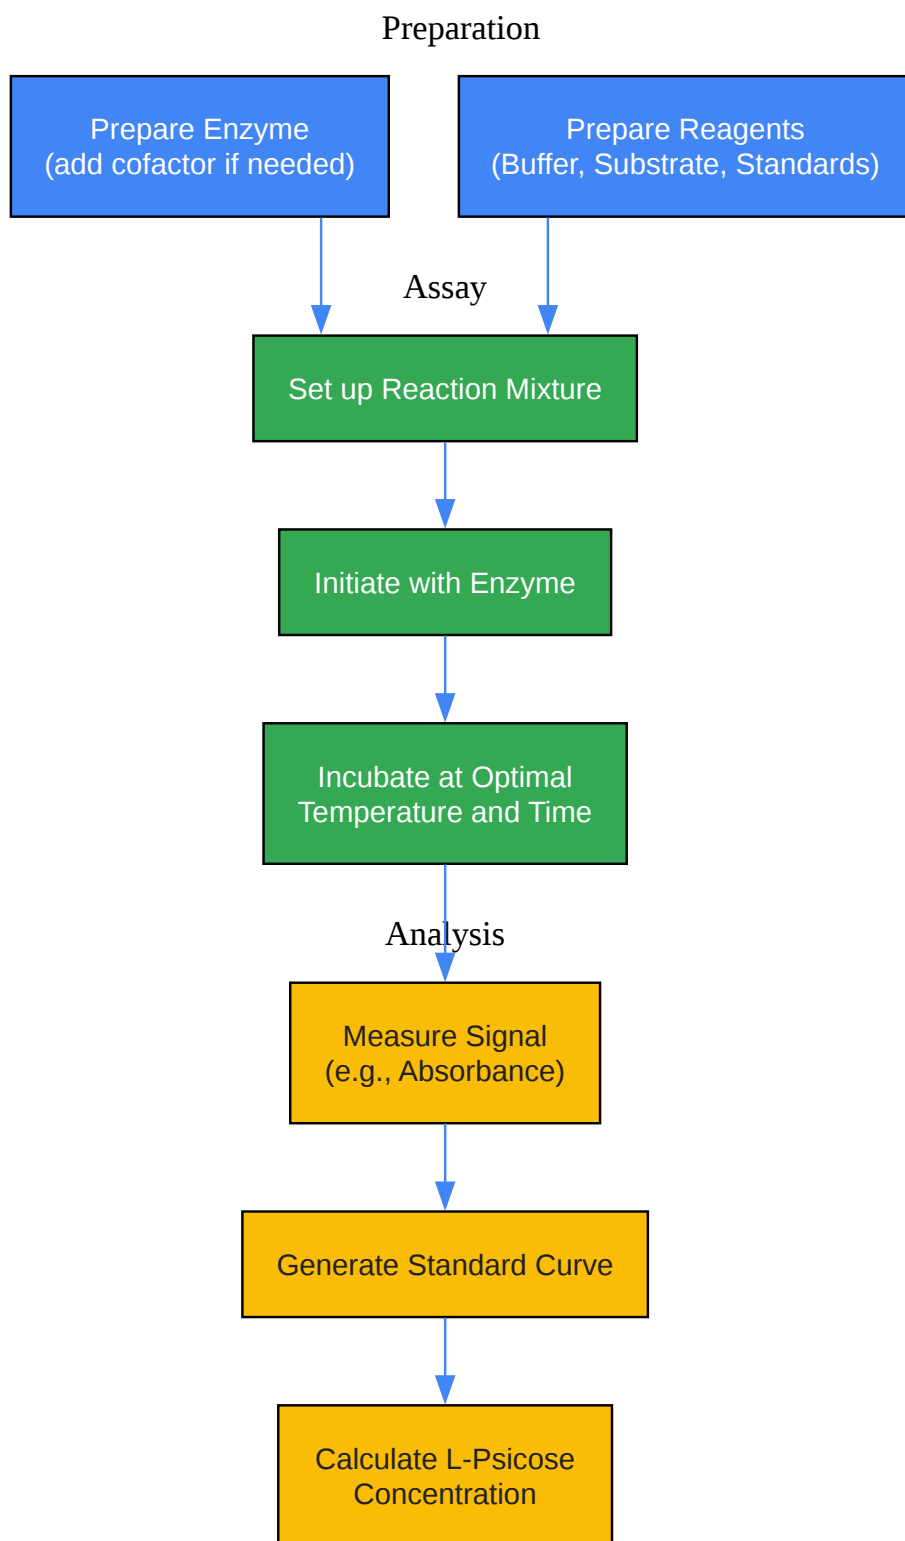 Preparation
Prepare Enzyme
(add cofactor if needed)
Prepare Reagents
(Buffer, Substrate, Standards)
Assay
Set up Reaction Mixture
Initiate with Enzyme
Incubate at Optimal
Temperature and Time
Analysis
Measure Signal
(e.g., Absorbance)
Generate Standard Curve
Calculate L-Psicose
Concentration